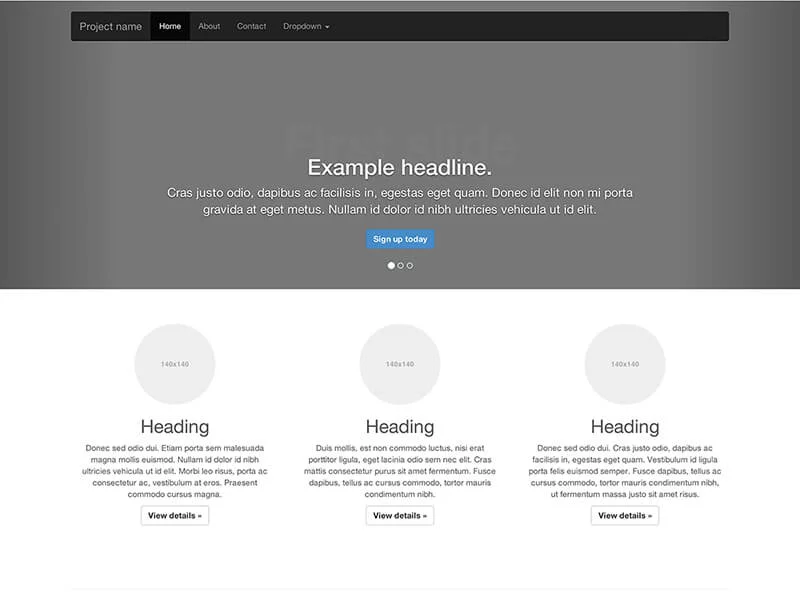 Project name Home About Contact Dropdown
First slide
Example headline.
Cras justo odio, dapibus ac facilisis in, egestas eget quam. Donec id elit non mi porta
gravida at eget metus. Nullam id dolor id nibh ultricies vehicula ut id elit.
Sign up today
140x140
Heading
Donec sed odio dui. Etiam porta sem malesuada
magna mollis euismod. Nullam id dolor id nibh
ultricies vehicula ut id elit. Morbi leo risus, porta ac
consectetur ac, vestibulum at eros. Praesent
commodo cursus magna.
View details »
140x140
Heading
Duis mollis, est non commodo luctus, nisi erat
porttitor ligula, eget lacinia odio sem nec elit. Cras
mattis consectetur purus sit amet fermentum. Fusce
dapibus, tellus ac cursus commodo, tortor mauris
condimentum nibh.
View details »
140x140
Heading
Donec sed odio dui. Cras justo odio, dapibus ac
facilisis in, egestas eget quam. Vestibulum id ligula
porta felis euismod semper. Fusce dapibus, tellus ac
cursus commodo, tortor mauris condimentum nibh,
ut fermentum massa justo sit amet risus.
View details »